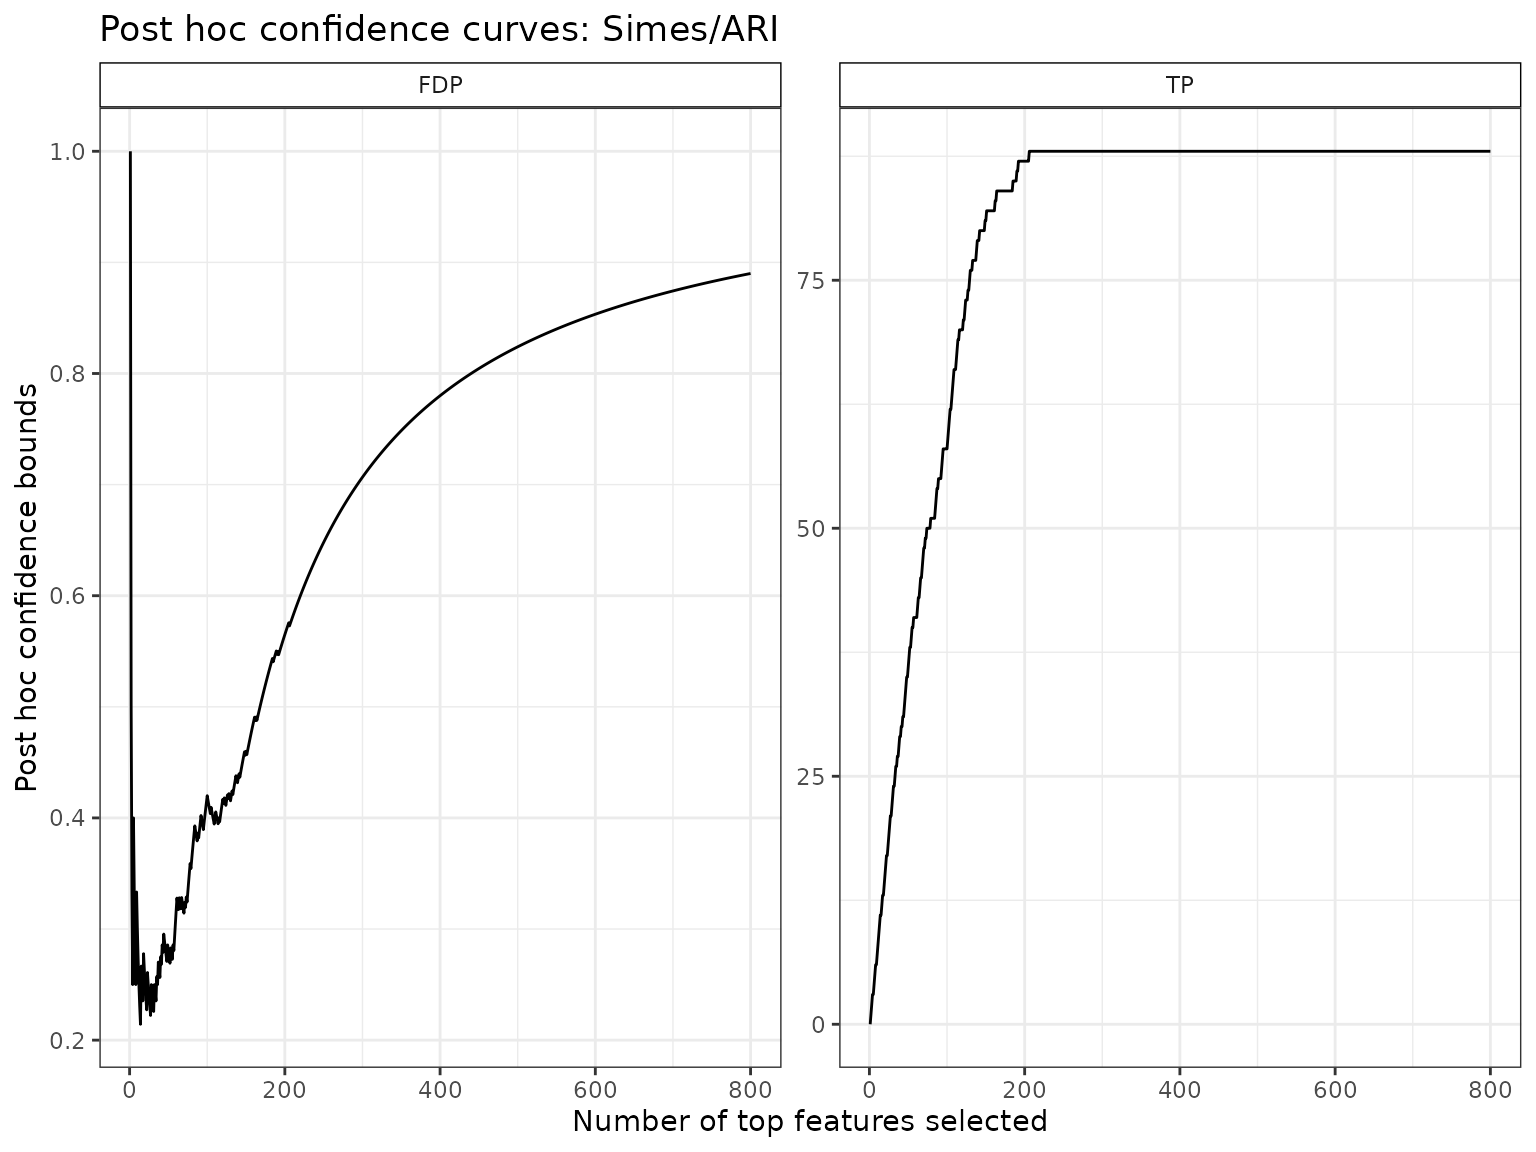 Post hoc confidence curves: Simes/ARI
FDP
TP
Post hoc confidence bounds
1.0
0.8
0.6
0.4
0.2
75
50
25
0
0 200 400 600 800
0 200 400 600 800
Number of top features selected